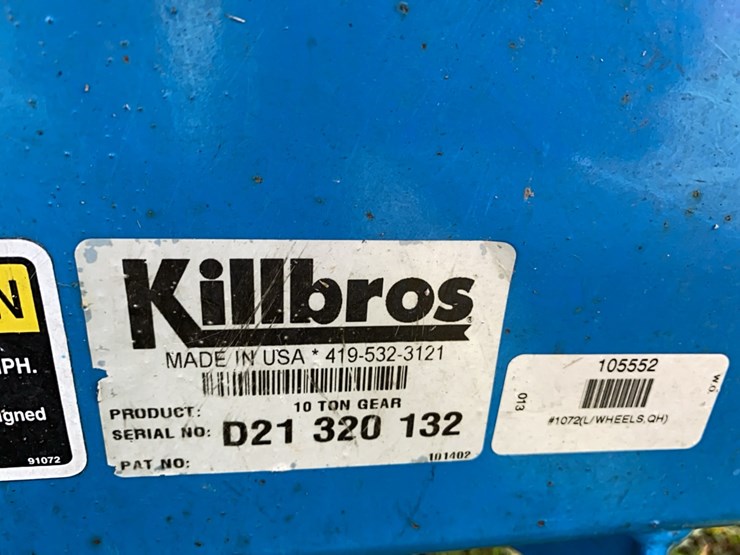 N
PH.
igned
91072
Killbros
MADE IN USA * 419-532-3121
PRODUCT: 10 TON GEAR
SERIAL NO: D21 320 132
PAT NO: 101402
105552
W.O.
013
#1072(L/WHEELS,QH)